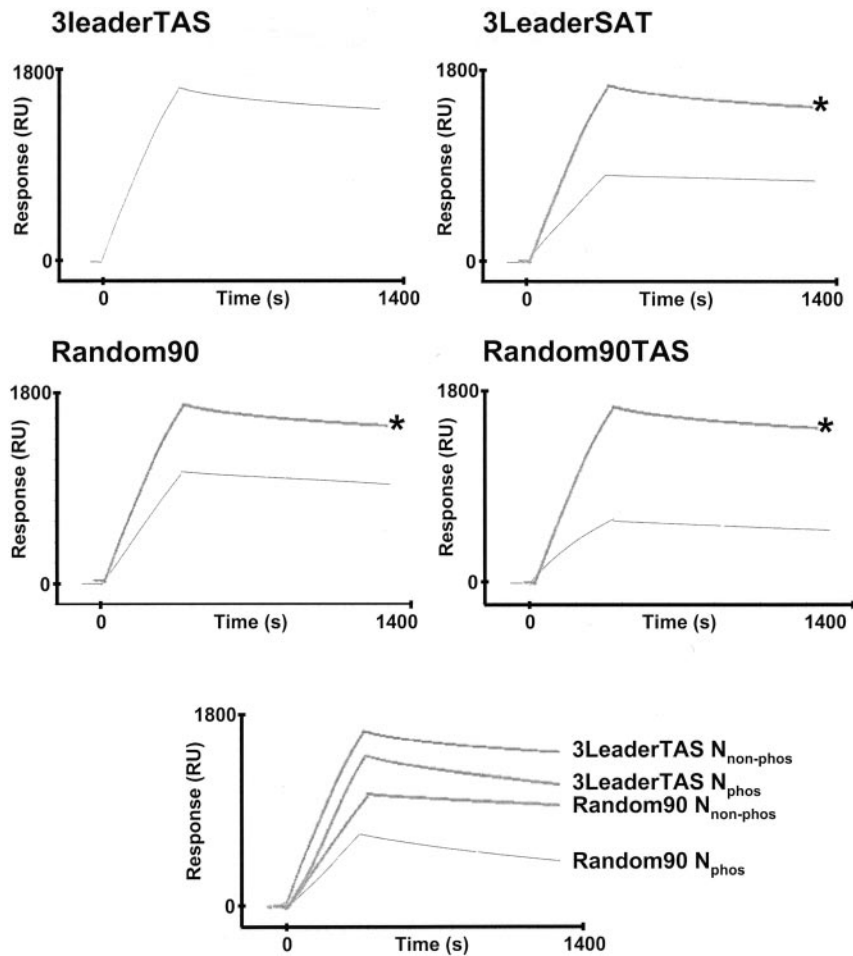 3leaderTAS
3LeaderSAT
1800
Response (RU)
0
0
Time (s)
1400
1800
*
Response (RU)
0
0
Time (s)
1400
Random90
Random90TAS
1800
*
Response (RU)
0
0
Time (s)
1400
1800
*
Response (RU)
0
0
Time (s)
1400
1800
Response (RU)
0
0
Time (s)
1400
3LeaderTAS Nnon-phos
3LeaderTAS Nphos
Random90 Nnon-phos
Random90 Nphos